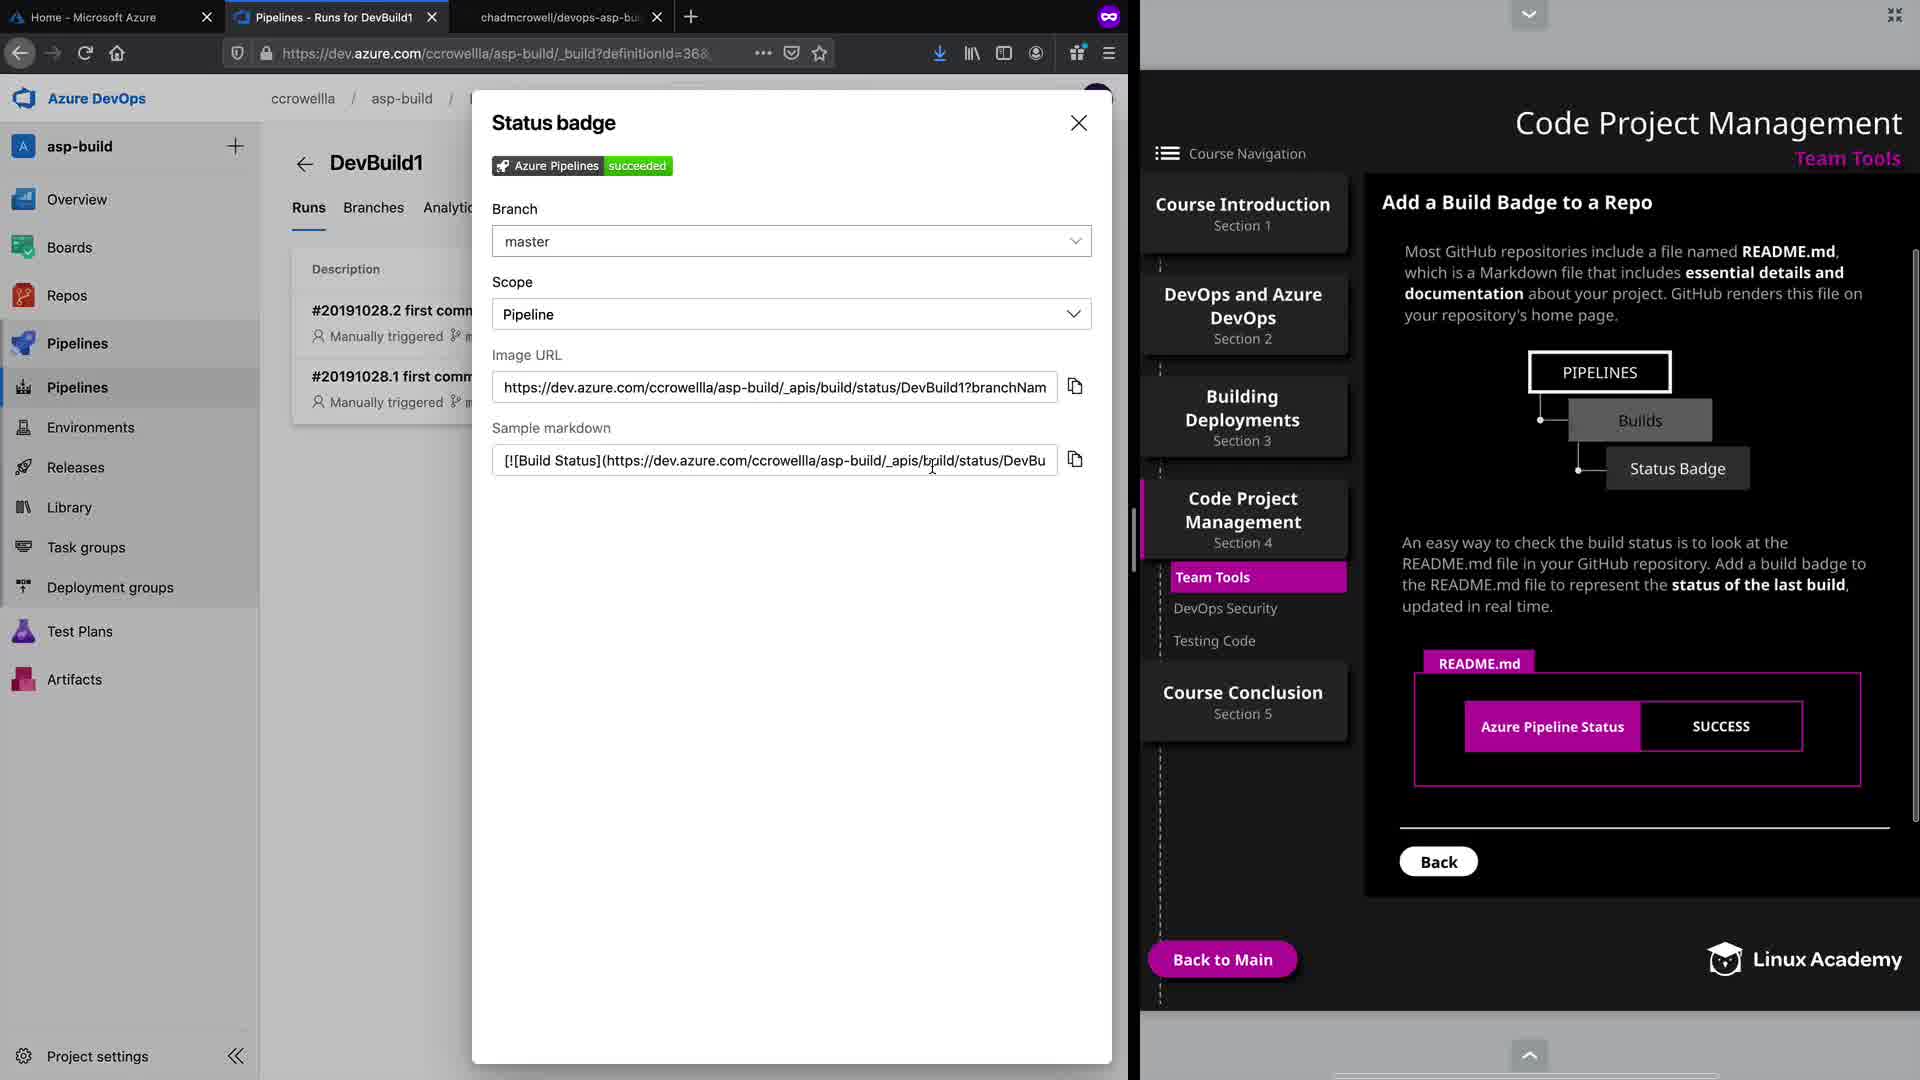 Home - Microsoft Azure
Pipelines - Runs for DevBuild1
chadmcrowell/devops-asp-bu
https://dev.azure.com/ccrowellla/asp-build/_build?definitionId=36&
Azure DevOps
ccrowellla / asp-build /
A
asp-build
Overview
Boards
Repos
Pipelines
Pipelines
Environments
Releases
Library
Task groups
Deployment groups
Test Plans
Artifacts
Project settings
DevBuild1
Runs
Branches
Analytic
Description
#20191028.2 first comm
Manually triggered
#20191028.1 first comm
Manually triggered
Status badge
Azure Pipelines succeeded
Branch
master
Scope
Pipeline
Image URL
https://dev.azure.com/ccrowellla/asp-build/_apis/build/status/DevBuild1?branchNam
Sample markdown
[![Build Status](https://dev.azure.com/ccrowellla/asp-build/_apis/build/status/DevBu
Code Project Management
Team Tools
Course Navigation
Course Introduction
Section 1
DevOps and Azure
DevOps
Section 2
Building
Deployments
Section 3
Code Project
Management
Section 4
Team Tools
DevOps Security
Testing Code
Course Conclusion
Section 5
Back to Main
Add a Build Badge to a Repo
Most GitHub repositories include a file named README.md,
which is a Markdown file that includes essential details and
documentation about your project. GitHub renders this file on
your repository's home page.
PIPELINES
Builds
Status Badge
An easy way to check the build status is to look at the
README.md file in your GitHub repository. Add a build badge to
the README.md file to represent the status of the last build,
updated in real time.
README.md
Azure Pipeline Status
SUCCESS
Back
Linux Academy